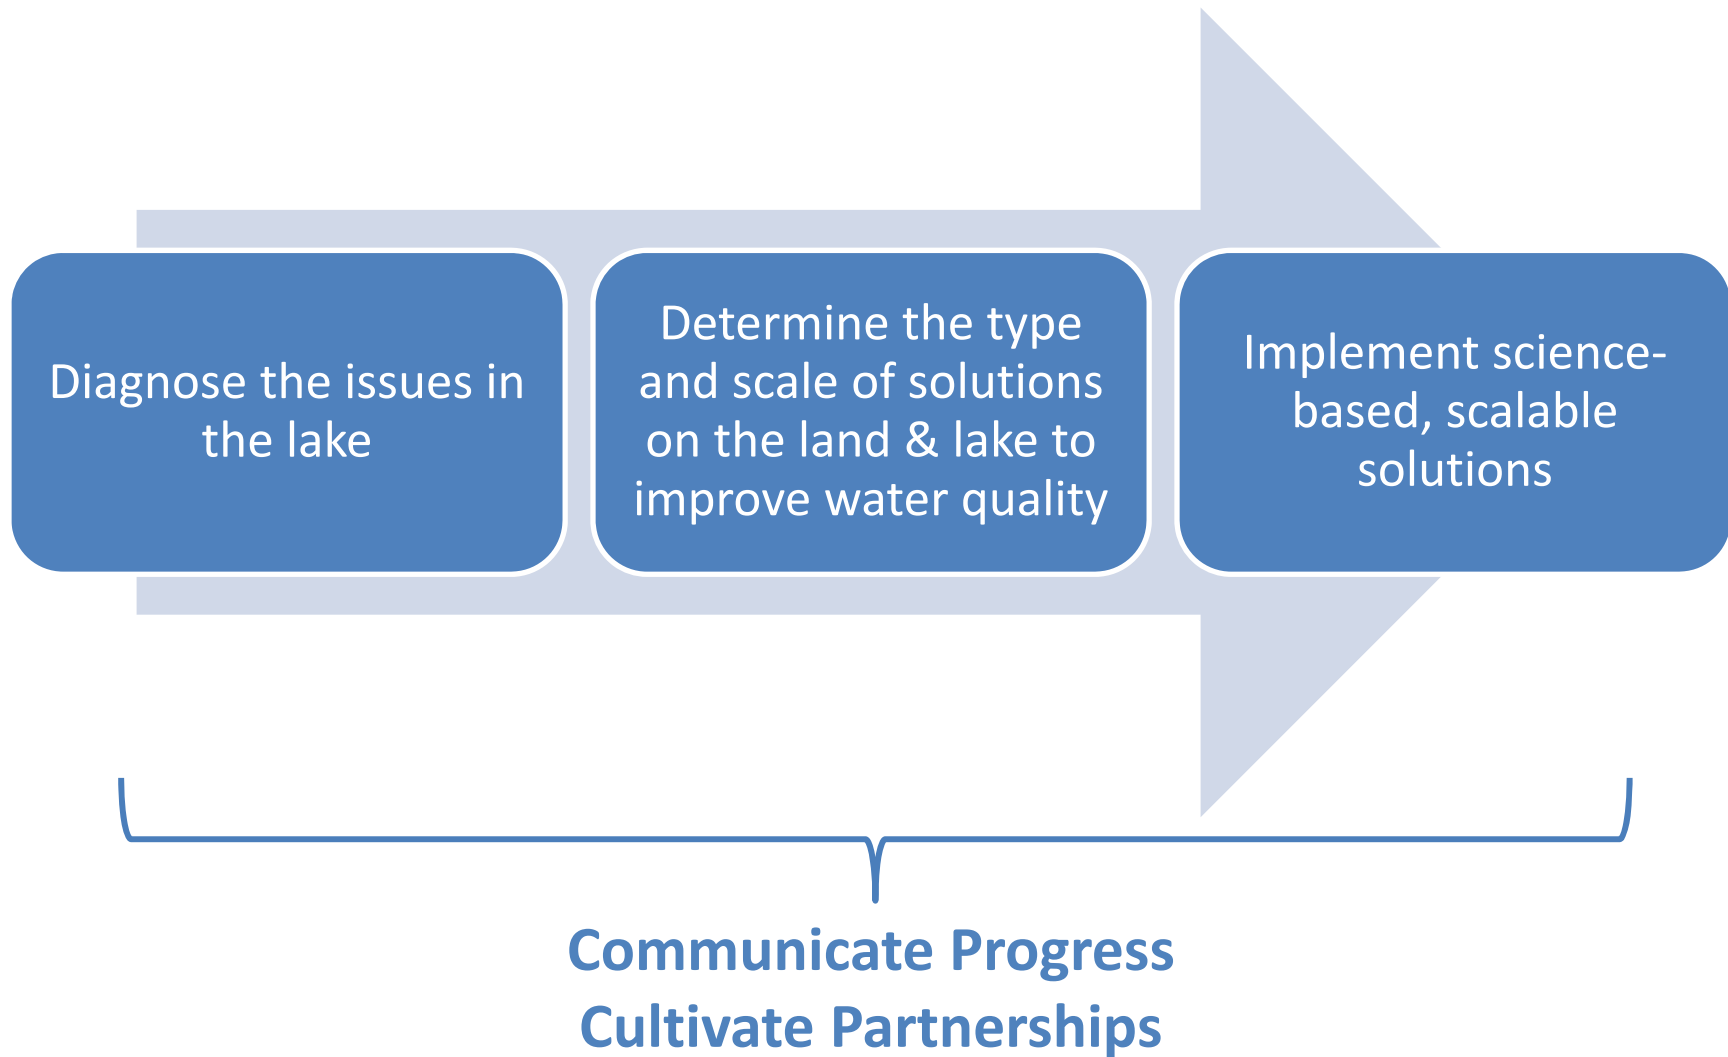 Diagnose the issues in
the lake
Determine the type
and scale of solutions
on the land & lake to
improve water quality
Implement science-
based, scalable
solutions
Communicate Progress
Cultivate Partnerships